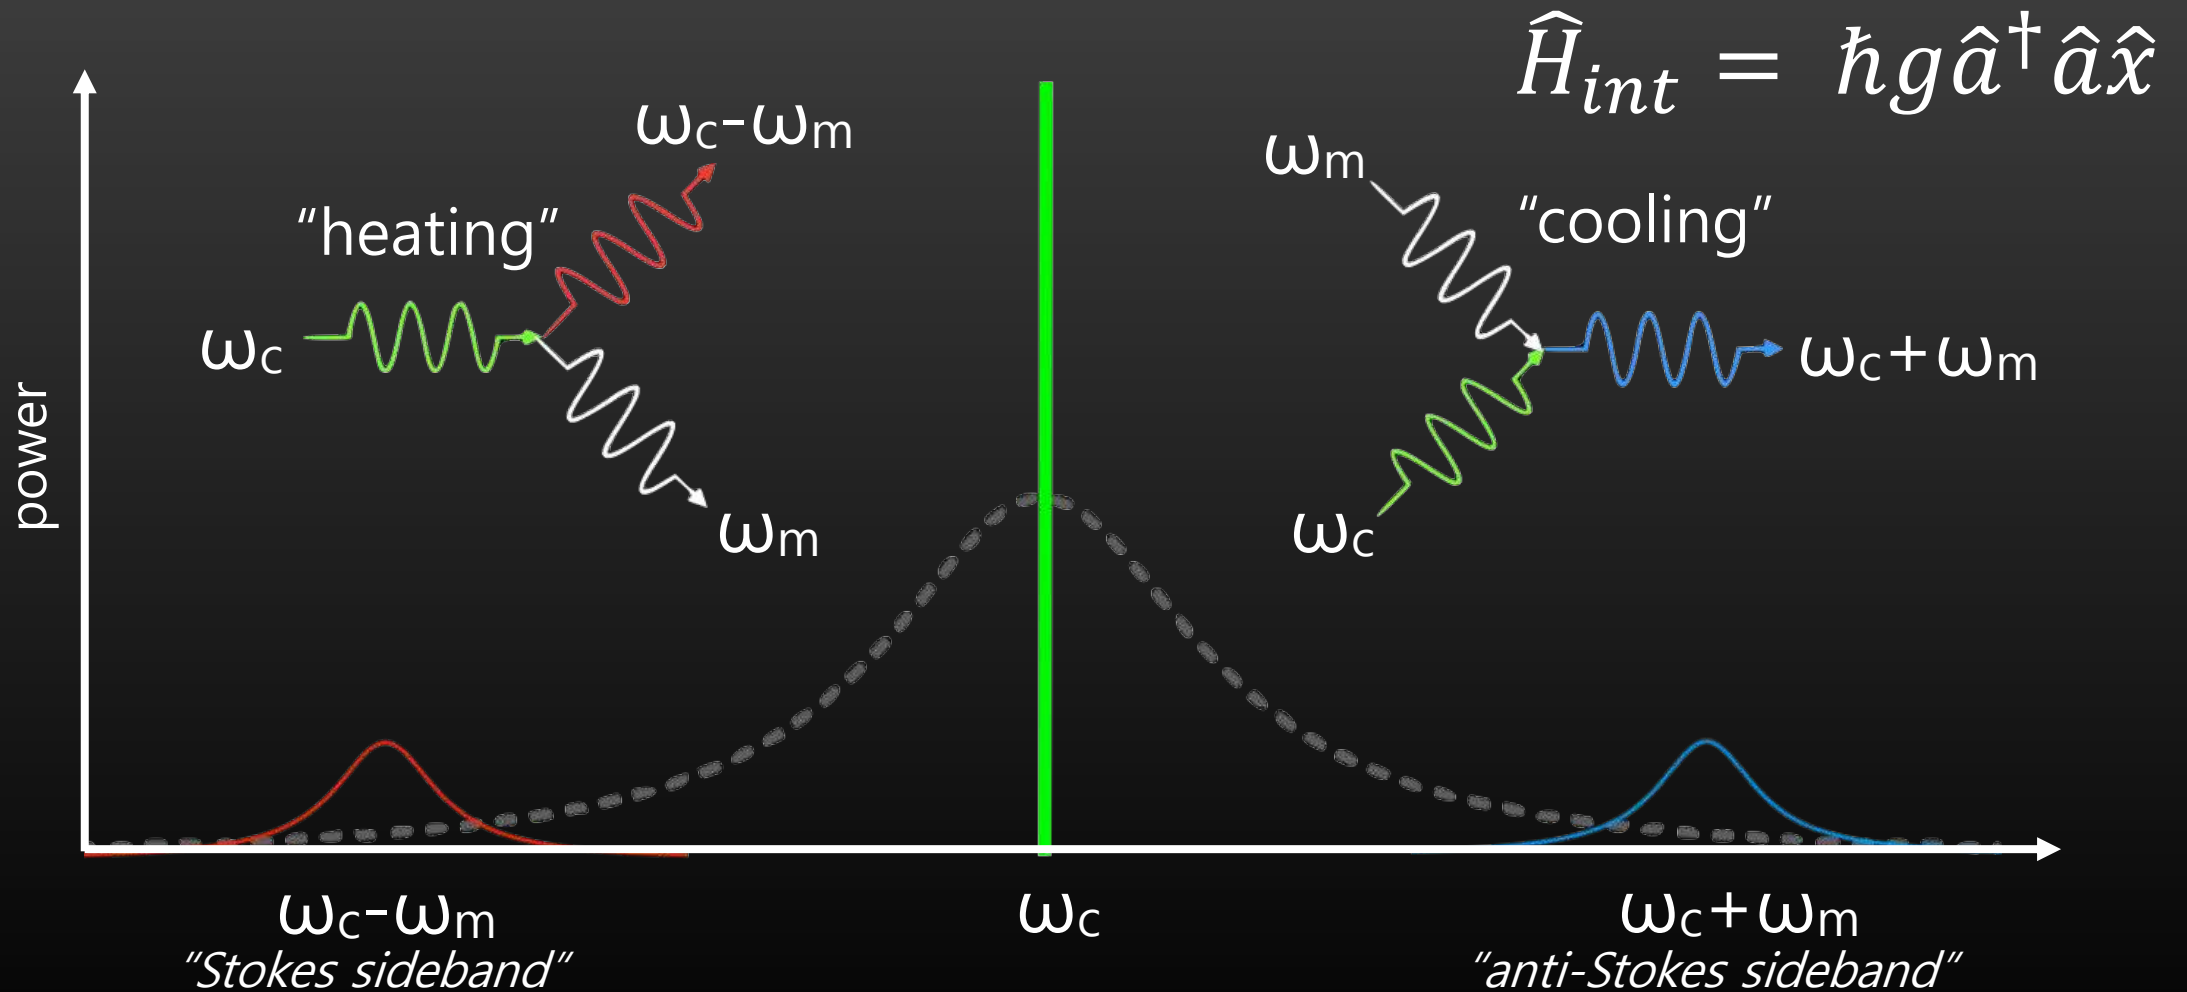 Ĥint = ħgâ†âx̂
ωc-ωm
“heating”
ωc
ωm
ωm
“cooling”
ωc+ωm
ωc
power
ωc-ωm
“Stokes sideband”
ωc
ωc+ωm
“anti-Stokes sideband”